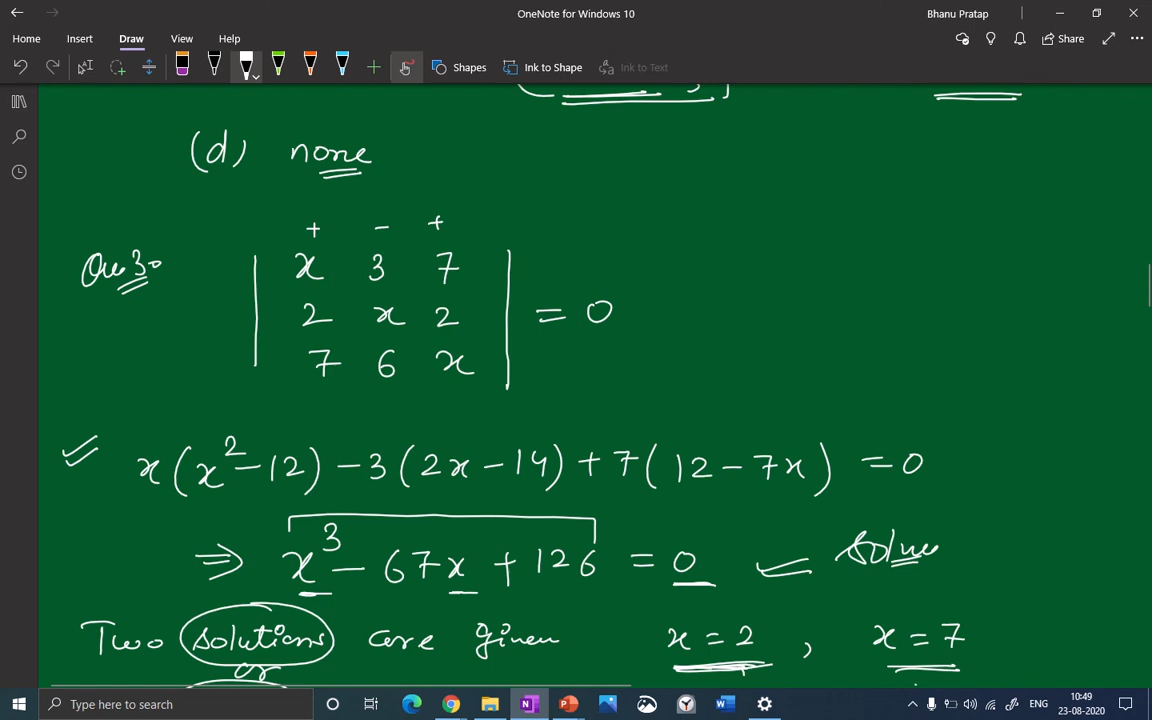 OneNote for Windows 10
Bhanu Pratap
Home Insert Draw View Help
Share
Shapes Ink to Shape Ink to Text
(d) none
+ - +
Que 3
x 3 7
2 x 2 = 0
7 6 x
x(x²-12) -3(2x-14)+7(12-7x) = 0
⇒ x³ - 67x + 126 = 0 solve
Two solutions are given x = 2, x = 7
or
Type here to search
ENG
10:49
23-08-2020